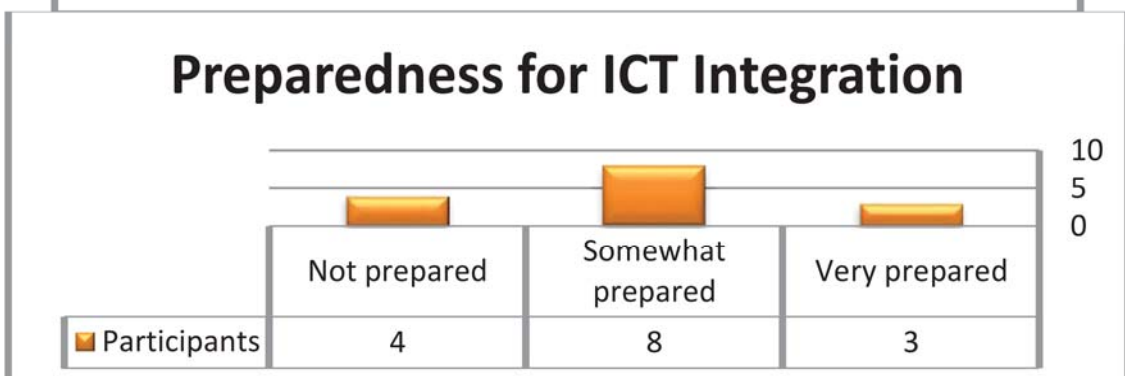 Preparedness for ICT Integration
10
5
0
Not prepared
Somewhat
prepared
Very prepared
Participants 4 8 3